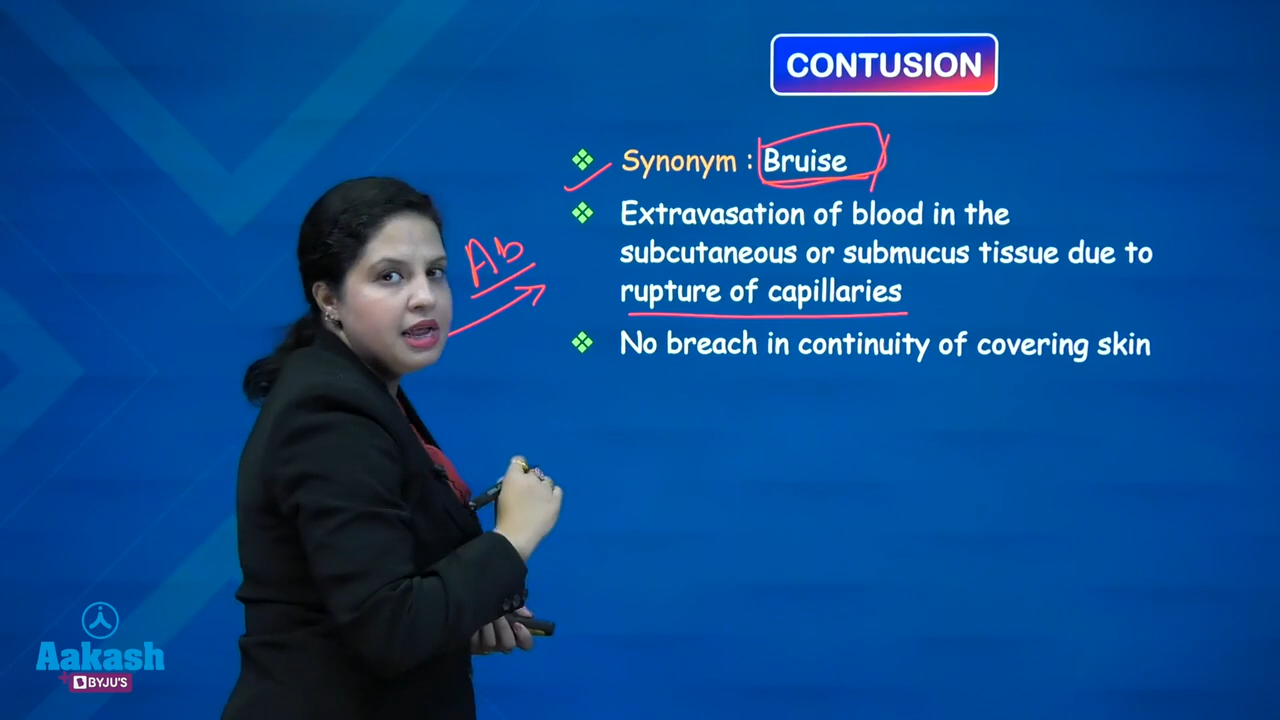 CONTUSION
Synonym : Bruise
Extravasation of blood in the
subcutaneous or submucus tissue due to
rupture of capillaries
No breach in continuity of covering skin
Ab
Aakash
+ BYJU'S